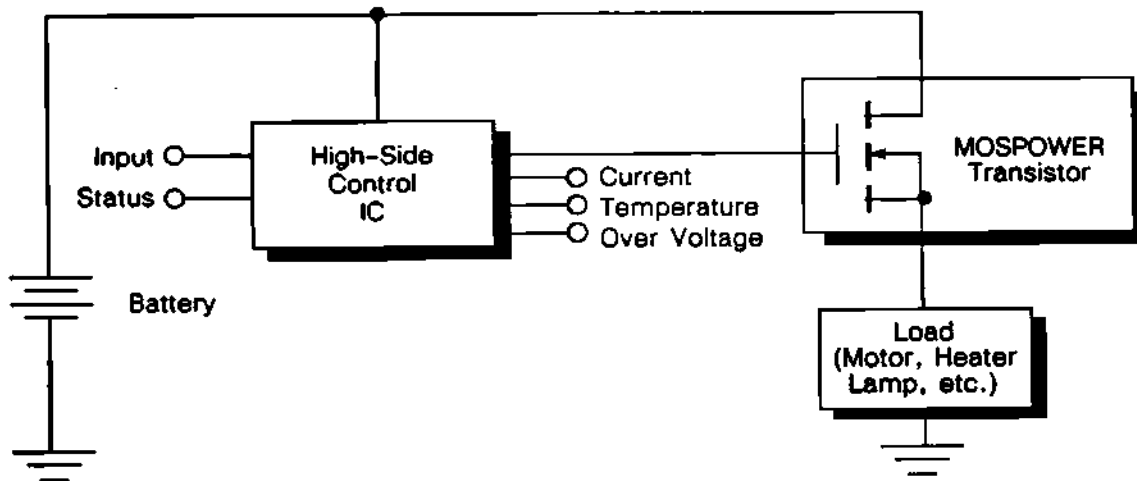 Input
Status
High-Side
Control
IC
Current
Temperature
Over Voltage
MOSPOWER
Transistor
Battery
Load
(Motor, Heater
Lamp, etc.)